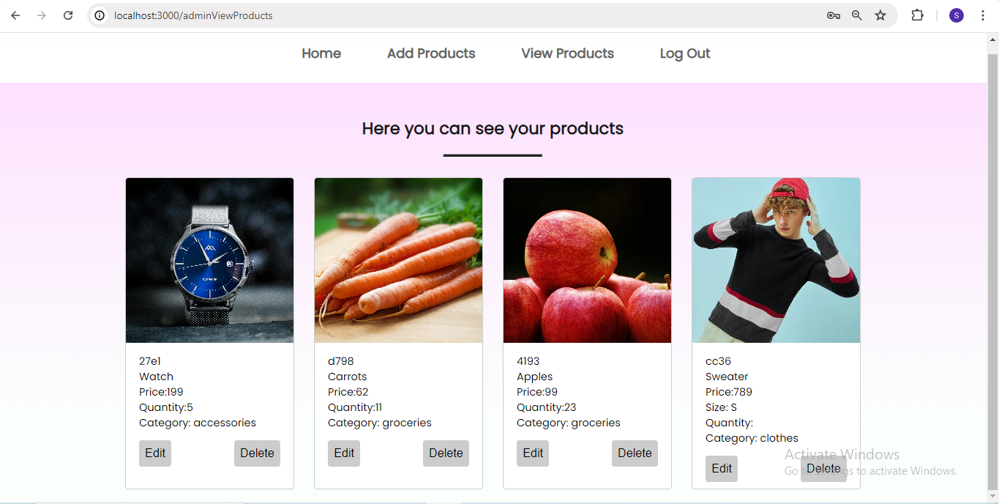 localhost:3000/adminViewProducts
S
Home Add Products View Products Log Out
Here you can see your products
SAPPHIRE
27e1
Watch
Price:199
Quantity:5
Category: accessories
Edit Delete
d798
Carrots
Price:62
Quantity:11
Category: groceries
Edit Delete
4193
Apples
Price:99
Quantity:23
Category: groceries
Edit Delete
cc36
Sweater
Price:789
Size: S
Quantity:
Category: clothes
Edit Delete
Activate Windows
Go to Settings to activate Windows.